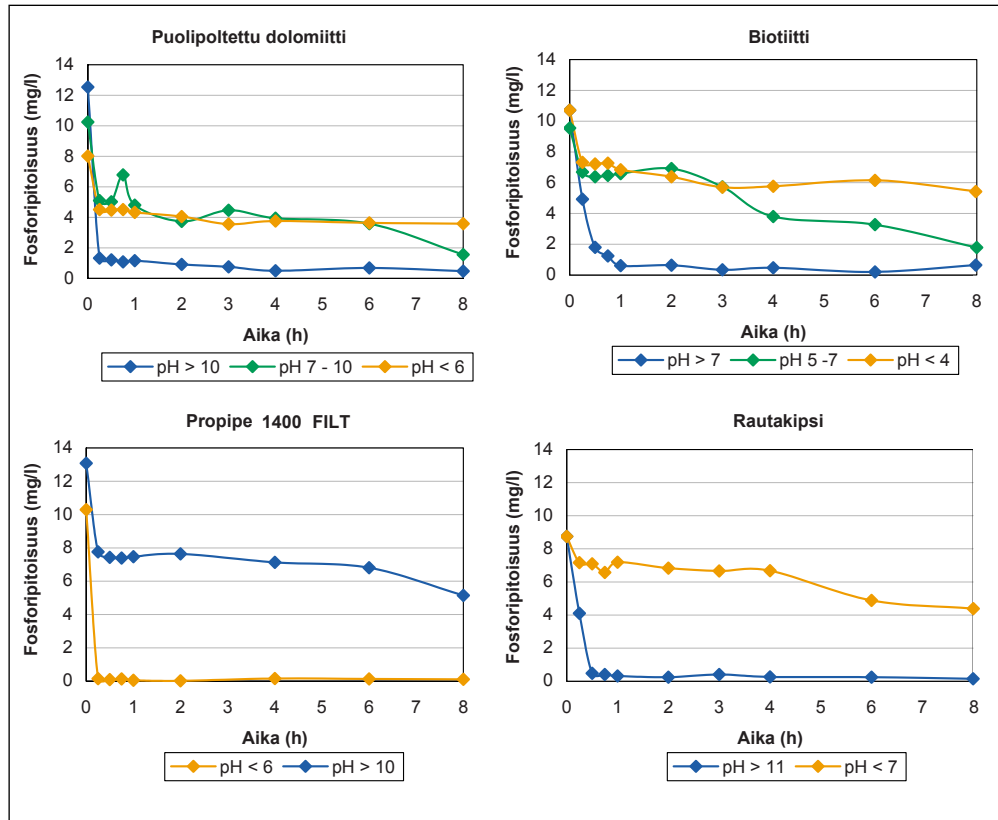 Puolipoltettu dolomiitti
Fosforipitoisuus (mg/l)
14
12
10
8
6
4
2
0
0 1 2 3 4 5 6 7 8
Aika (h)
pH > 10 pH 7 - 10 pH < 6
Biotiitti
Fosforipitoisuus (mg/l)
14
12
10
8
6
4
2
0
0 1 2 3 4 5 6 7 8
Aika (h)
pH > 7 pH 5 -7 pH < 4
Propipe 1400 FILT
Fosforipitoisuus (mg/l)
14
12
10
8
6
4
2
0
0 1 2 3 4 5 6 7 8
Aika (h)
pH < 6 pH > 10
Rautakipsi
Fosforipitoisuus (mg/l)
14
12
10
8
6
4
2
0
0 1 2 3 4 5 6 7 8
Aika (h)
pH > 11 pH < 7